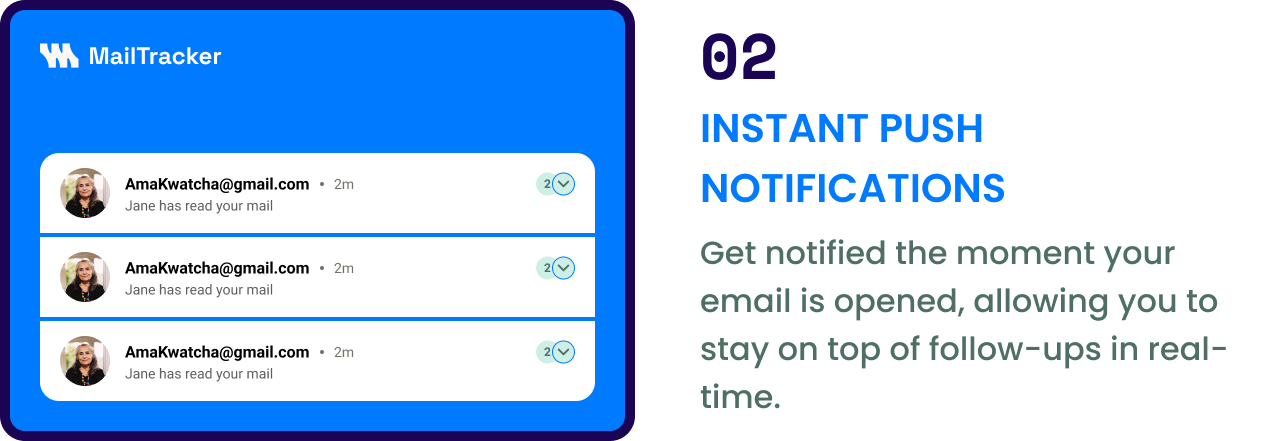 MailTracker
AmaKwatcha@gmail.com • 2m
2
Jane has read your mail
AmaKwatcha@gmail.com • 2m
2
Jane has read your mail
AmaKwatcha@gmail.com • 2m
2
Jane has read your mail
02
INSTANT PUSH
NOTIFICATIONS
Get notified the moment your
email is opened, allowing you to
stay on top of follow-ups in real-
time.